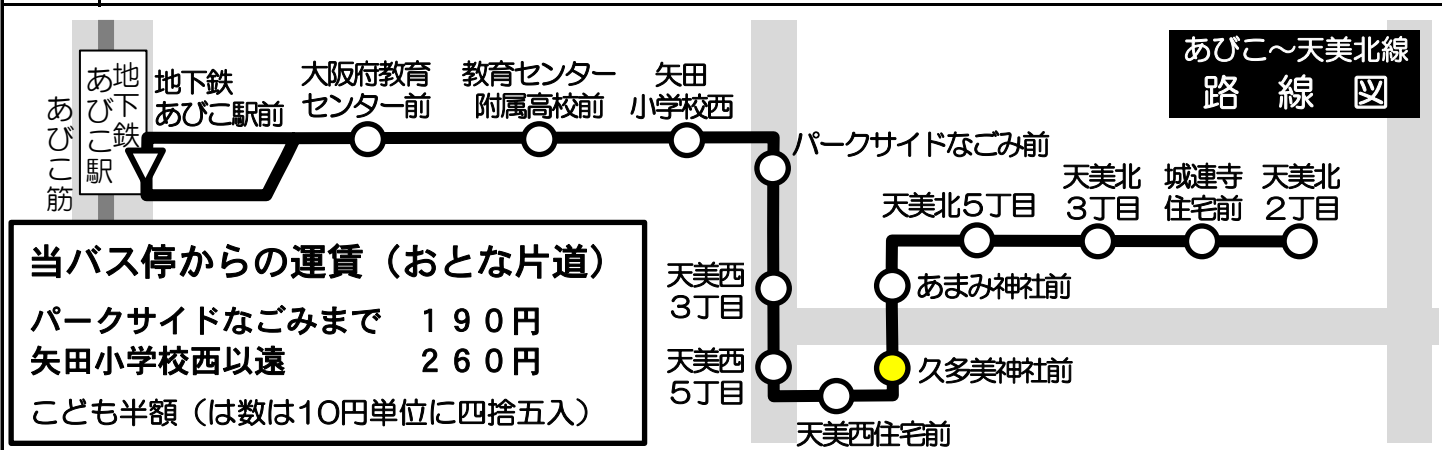 あびこ～天美北線
路線図
あびこ筋
地下鉄
あびこ駅
地下鉄
あびこ駅前
大阪府教育
センター前
教育センター
附属高校前
矢田
小学校西
パークサイドなごみ前
天美西
3丁目
天美西
5丁目
天美西住宅前
久多美神社前
あまみ神社前
天美北5丁目
天美北
3丁目
城連寺
住宅前
天美北
2丁目
当バス停からの運賃（おとな片道）
パークサイドなごみまで　１９０円
矢田小学校西以遠　２６０円
こども半額（は数は10円単位に四捨五入）